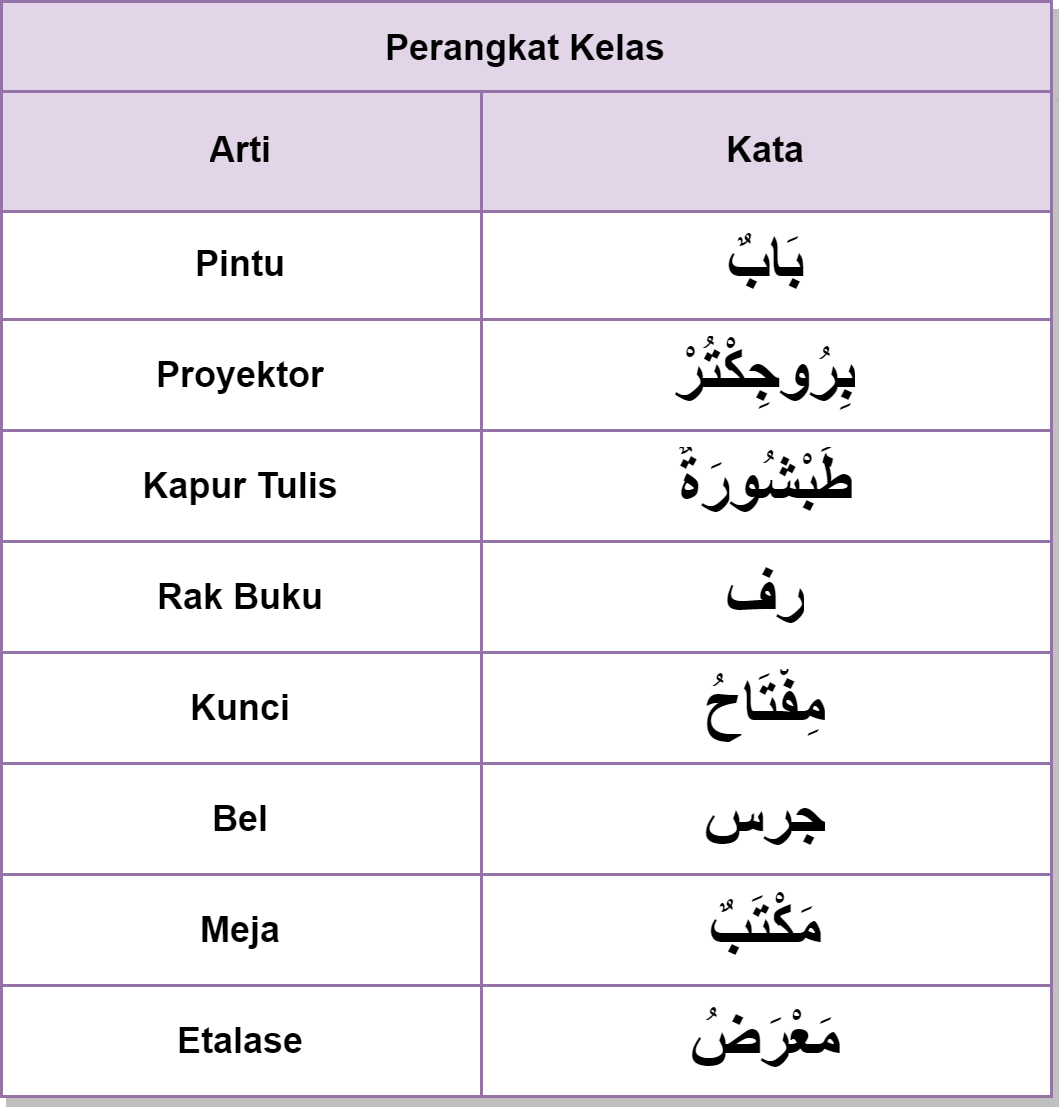 Perangkat Kelas
Arti Kata
Pintu بَابٌ
Proyektor بِرُوجِكْتُرْ
Kapur Tulis طَبْشُورَةٌ
Rak Buku رف
Kunci مِفْتَاحُ
Bel جرس
Meja مَكْتَبٌ
Etalase مَعْرَضُ